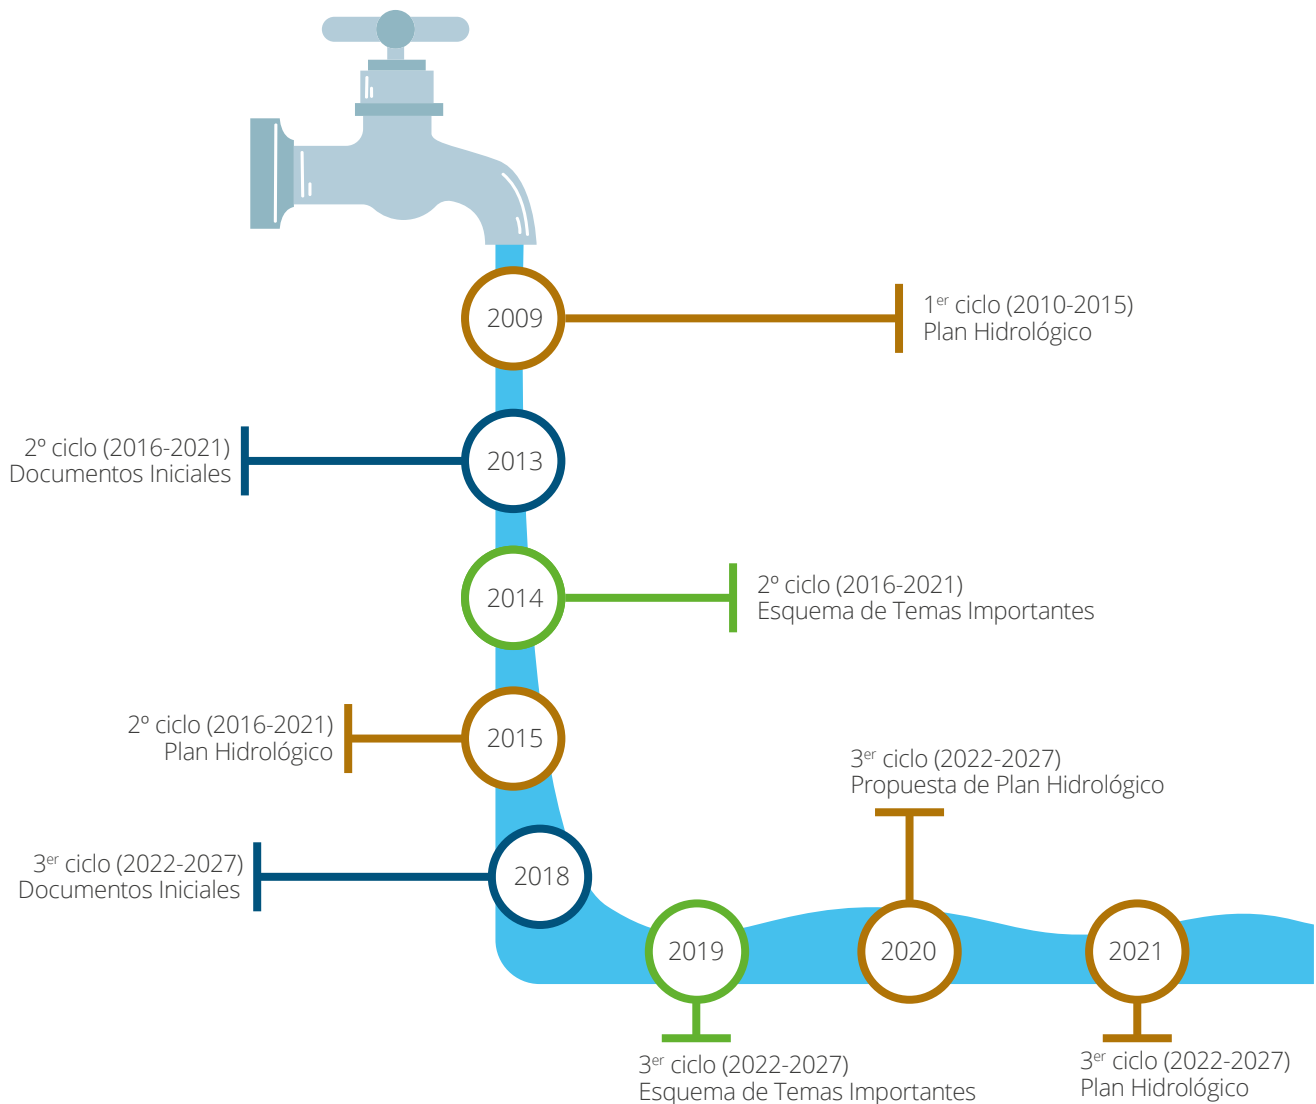 2009
1er ciclo (2010-2015)
Plan Hidrológico
2º ciclo (2016-2021)
Documentos Iniciales
2013
2014
2º ciclo (2016-2021)
Esquema de Temas Importantes
2º ciclo (2016-2021)
Plan Hidrológico
2015
3er ciclo (2022-2027)
Propuesta de Plan Hidrológico
3er ciclo (2022-2027)
Documentos Iniciales
2018
2019
2020
2021
3er ciclo (2022-2027)
Esquema de Temas Importantes
3er ciclo (2022-2027)
Plan Hidrológico